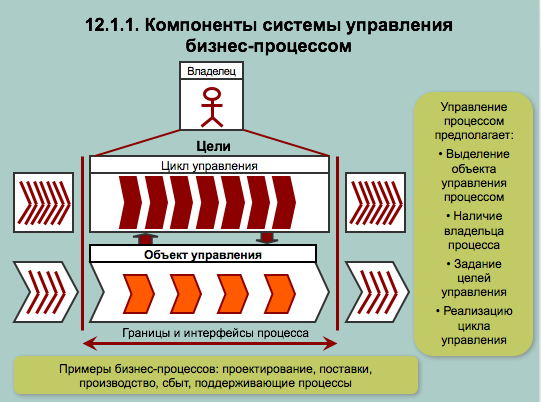 12.1.1. Компоненты системы управления
бизнес-процессом
Владелец
Цели
Цикл управления
Объект управления
Границы и интерфейсы процесса
Управление
процессом
предполагает:
• Выделение
объекта
управления
процессом
• Наличие
владельца
процесса
• Задание
целей
управления
• Реализацию
цикла
управления
Примеры бизнес-процессов: проектирование, поставки,
производство, сбыт, поддерживающие процессы